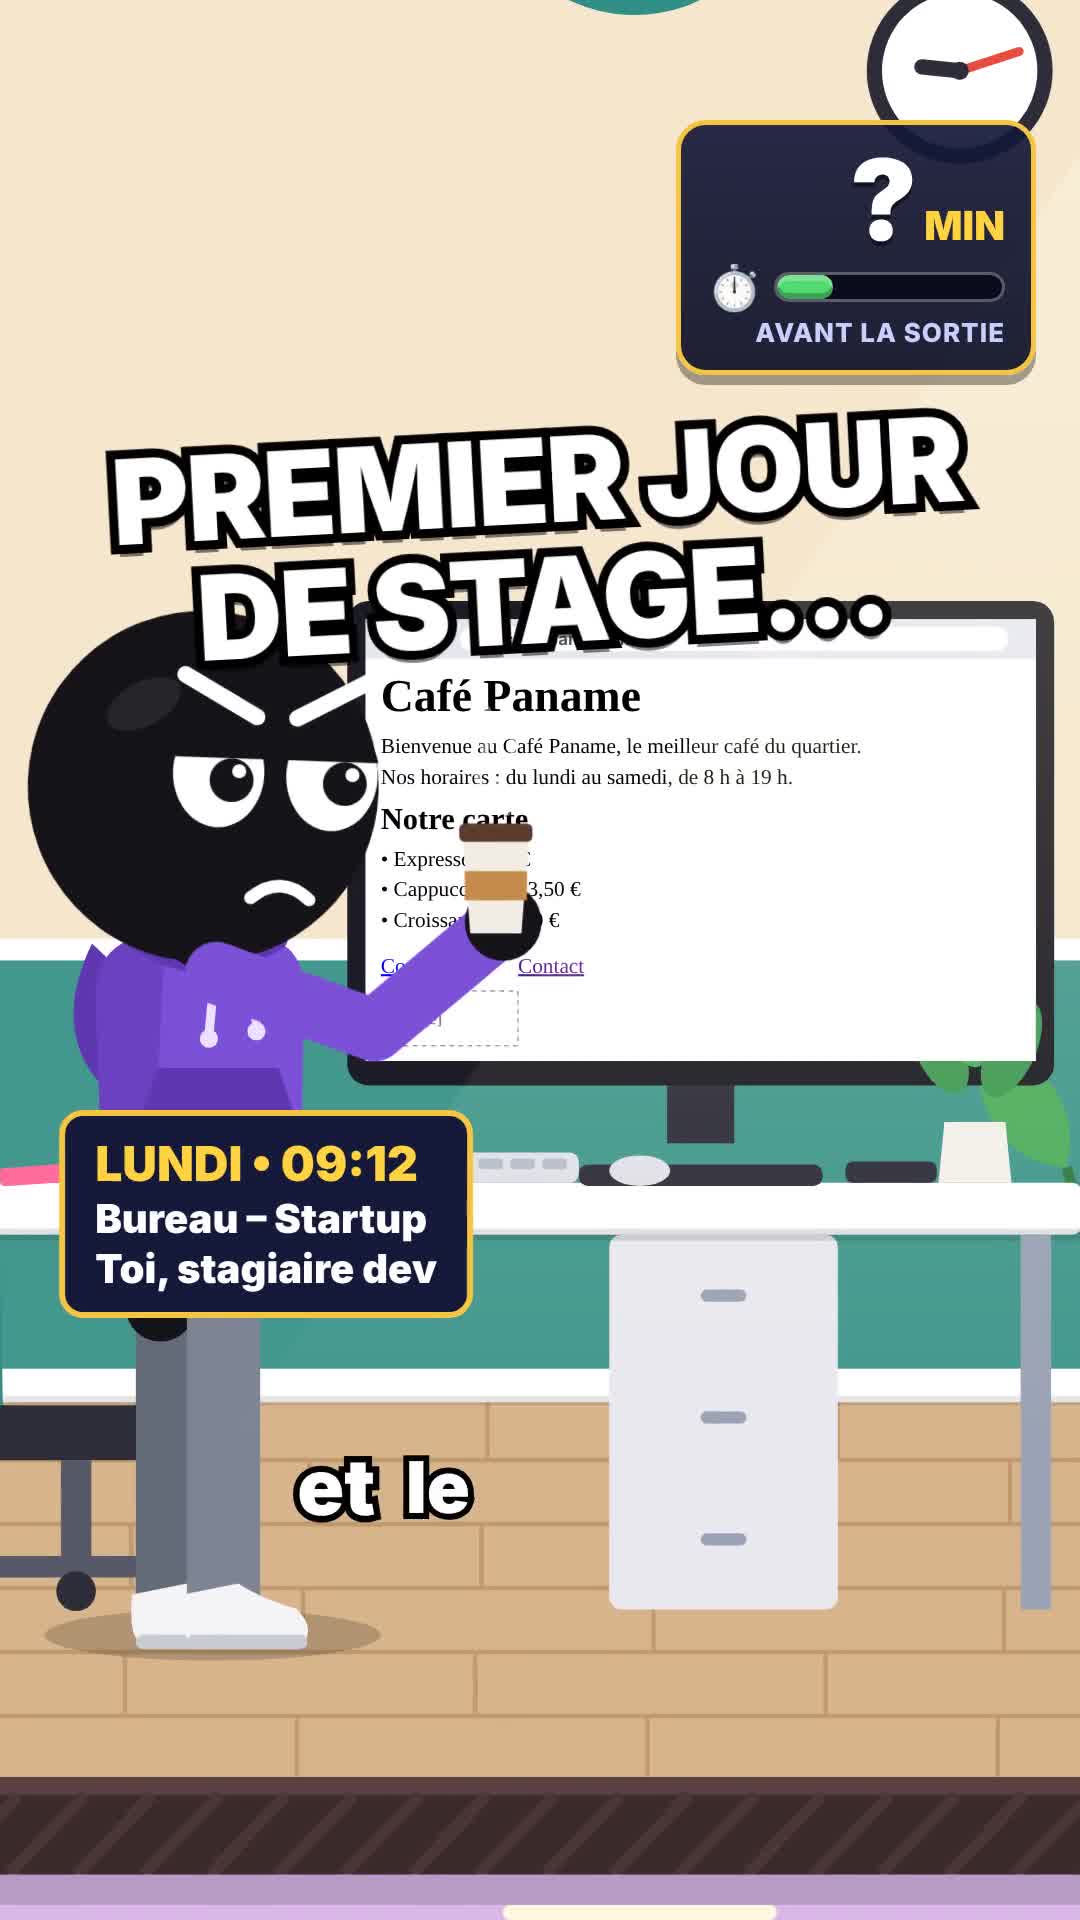 ?
MIN
AVANT LA SORTIE
PREMIER JOUR
DE STAGE...
Café Paname
Bienvenue au Café Paname, le meilleur café du quartier.
Nos horaires : du lundi au samedi, de 8 h à 19 h.
Notre carte
• 
• 3,50 €
• €
Contact
LUNDI • 09:12
Bureau – Startup
Toi, stagiaire dev
et le